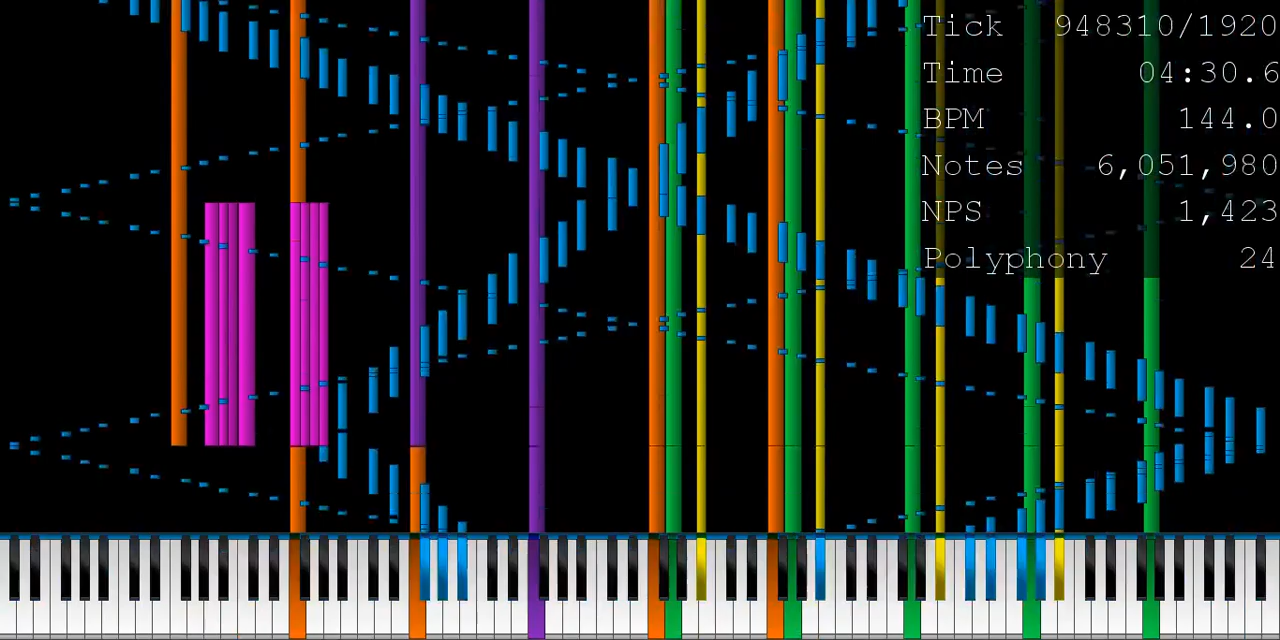 Tick 948310/1920
Time 04:30.6
BPM 144.0
Notes 6,051,980
NPS 1,423
Polyphony 24